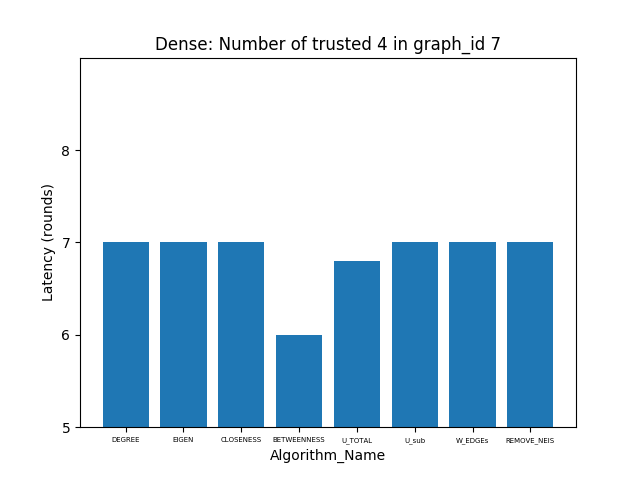 Dense: Number of trusted 4 in graph_id 7
8
7
6
5
Latency (rounds)
DEGREE EIGEN CLOSENESS BETWEENNESS U_TOTAL U_sub W_EDGEs REMOVE_NEIS
Algorithm_Name